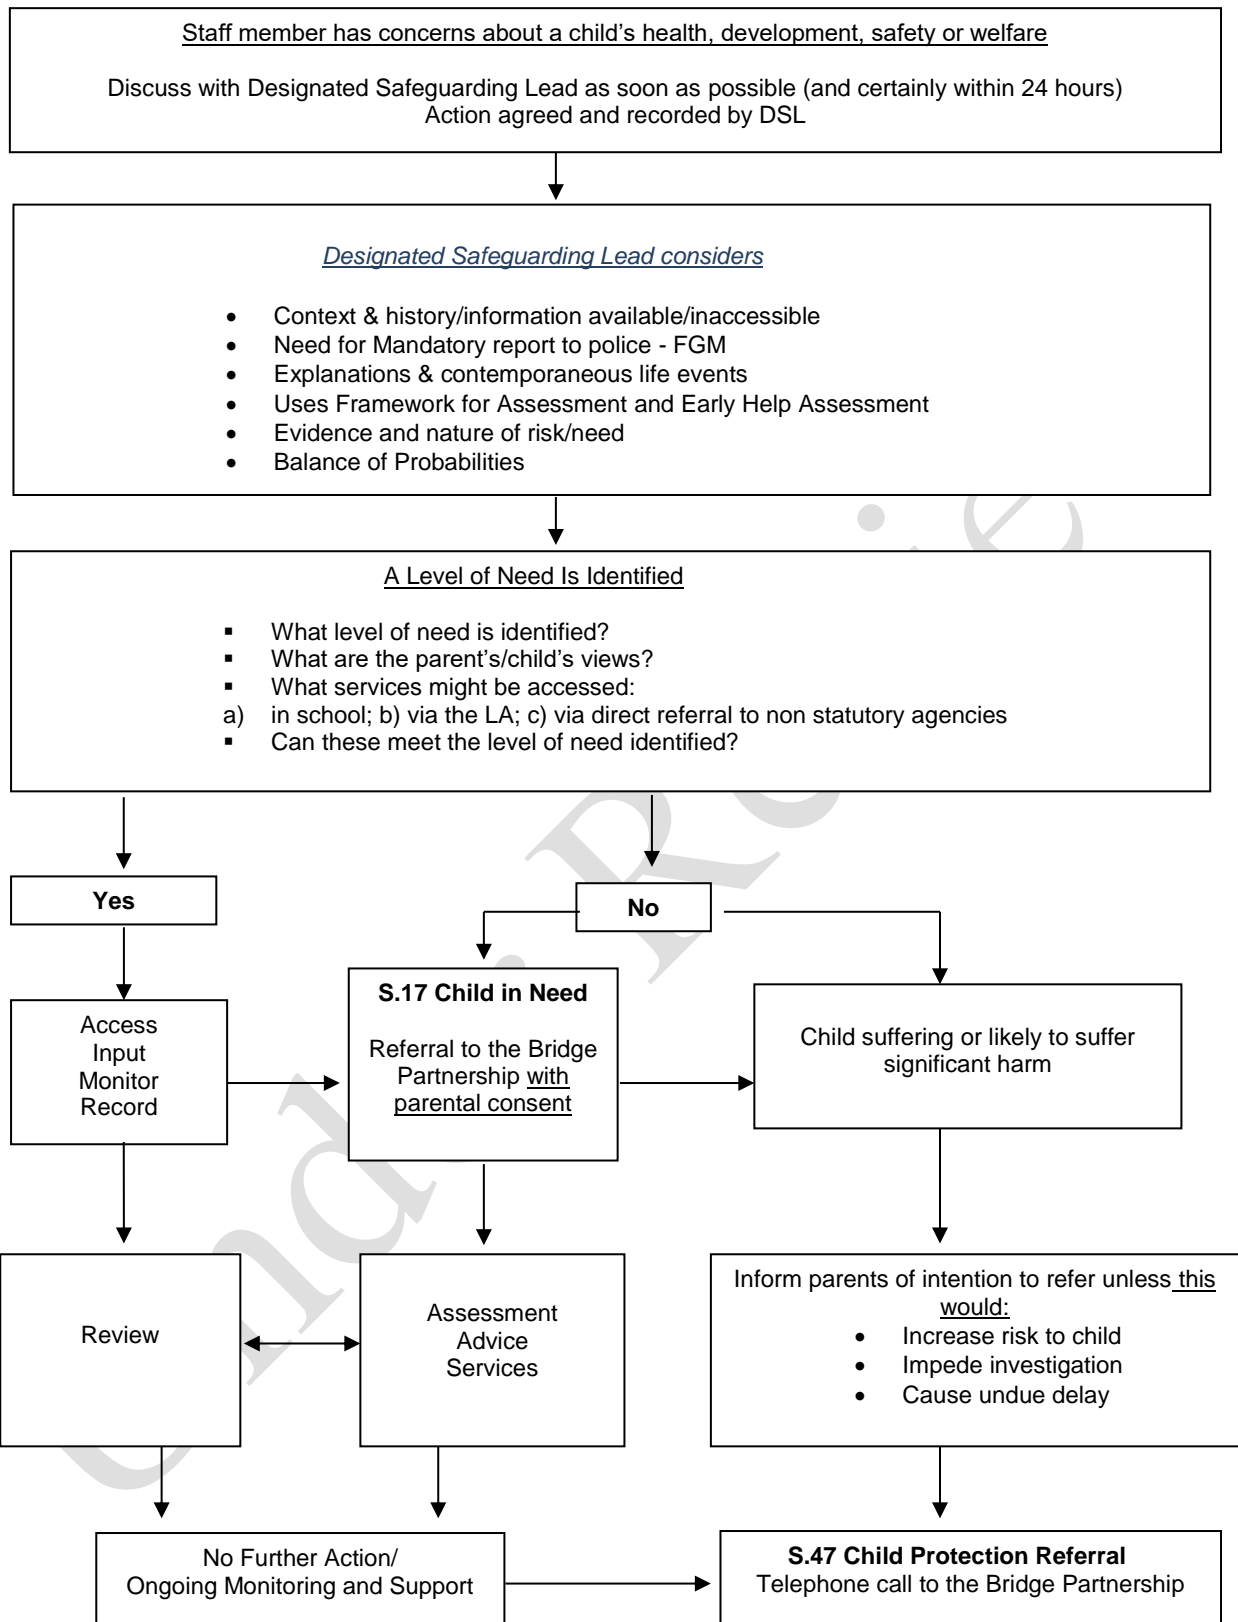 Staff member has concerns about a child's health, development, safety or welfare
Discuss with Designated Safeguarding Lead as soon as possible (and certainly within 24 hours)
Action agreed and recorded by DSL
Designated Safeguarding Lead considers
• Context & history/information available/inaccessible
• Need for Mandatory report to police - FGM
• Explanations & contemporaneous life events
• Uses Framework for Assessment and Early Help Assessment
• Evidence and nature of risk/need
• Balance of Probabilities
A Level of Need Is Identified
▪ What level of need is identified?
▪ What are the parent's/child's views?
▪ What services might be accessed:
a) in school; b) via the LA; c) via direct referral to non statutory agencies
▪ Can these meet the level of need identified?
Yes
No
Access
Input
Monitor
Record
S.17 Child in Need
Referral to the Bridge
Partnership with
parental consent
Child suffering or likely to suffer
significant harm
Review
Assessment
Advice
Services
Inform parents of intention to refer unless this
would:
• Increase risk to child
• Impede investigation
• Cause undue delay
No Further Action/
Ongoing Monitoring and Support
S.47 Child Protection Referral
Telephone call to the Bridge Partnership